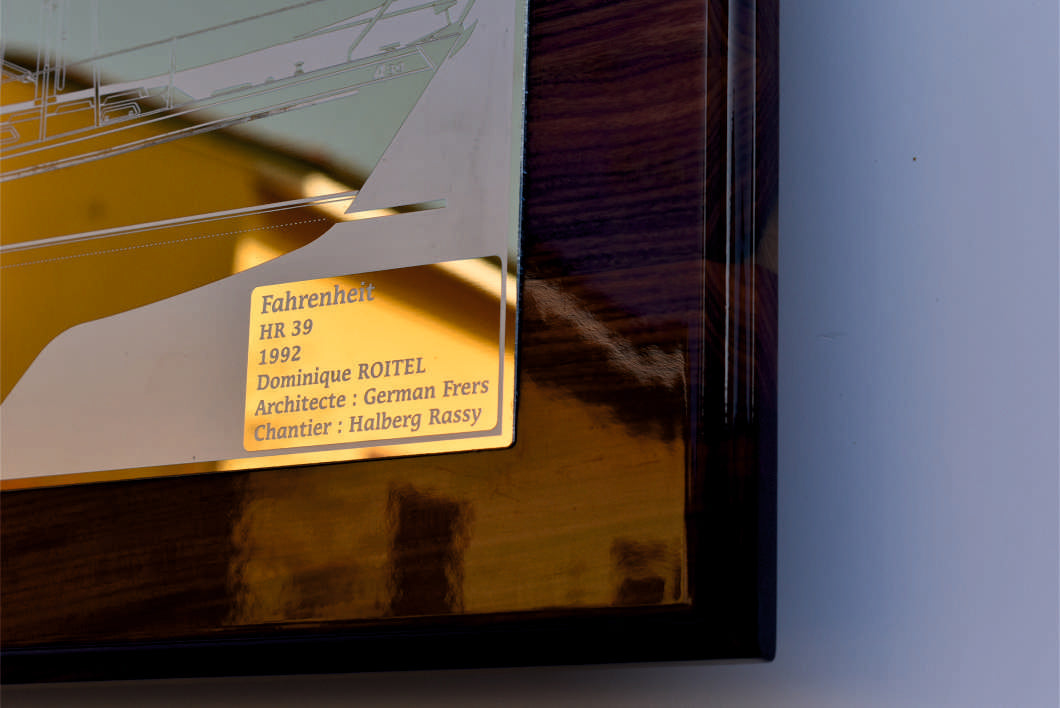 Fahrenheit
HR 39
1992
Dominique ROITEL
Architecte : German Frers
Chantier : Halberg Rassy